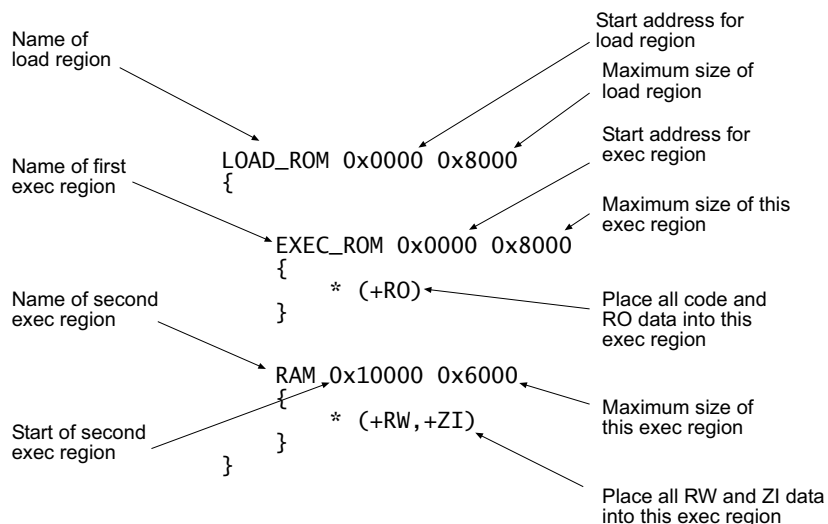 Name of
load region
Start address for
load region
Maximum size of
load region
LOAD_ROM 0x0000 0x8000
{
Name of first
exec region
Start address for
exec region
Maximum size of this
exec region
EXEC_ROM 0x0000 0x8000
{
* (+RO)
}
Place all code and
RO data into this
exec region
Name of second
exec region
RAM 0x10000 0x6000
{
* (+RW,+ZI)
}
}
Start of second
exec region
Maximum size of
this exec region
Place all RW and ZI data
into this exec region